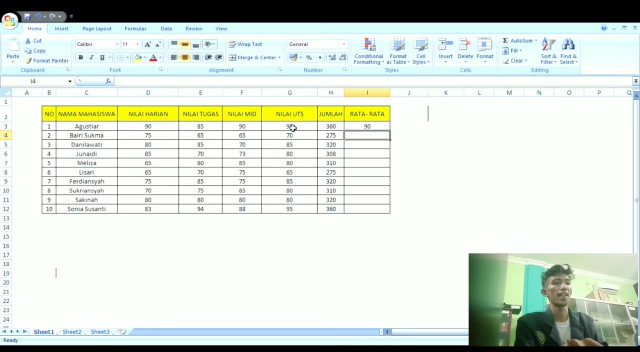 Home Insert Page Layout Formulas Data Review View
Paste Cut Copy Format Painter Calibri 11 Wrap Text Merge & Center General Conditional Formatting Format as Table Cell Styles Insert Delete Format AutoSum Fill Clear Sort & Filter Find & Select
Clipboard Font Alignment Number Styles Cells Editing
I4 fx
A B C D E F G H I J K L M N O P Q
NO NAMA MAHASISWA NILAI HARIAN NILAI TUGAS NILAI MID NILAI UTS JUMLAH RATA- RATA
1 Agustiar 90 85 90 95 360 90
2 Bairi Sukma 75 65 65 70 275
3 Danilawati 80 85 70 85 320
4 Junaidi 85 70 73 80 308
5 Meliza 65 80 85 80 310
6 Lisari 65 75 70 65 275
7 Ferdiansyah 75 85 75 85 320
8 Sukriansyah 70 75 85 80 310
9 Sakinah 80 80 80 80 320
10 Sonia Susanti 83 94 88 95 360
Sheet1 Sheet2 Sheet3
Ready